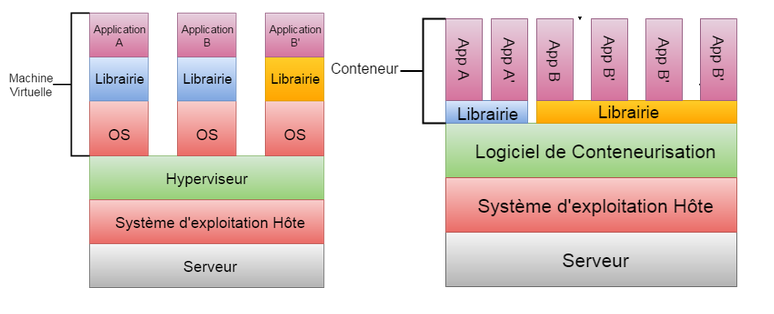 Application
A
Application
B
Application
B'
Machine
Virtuelle
Librairie
Librairie
Librairie
OS
OS
OS
Hyperviseur
Système d'exploitation Hôte
Serveur
Conteneur
App A
App A'
App B
App B'
App B'
App B'
Librairie
Librairie
Logiciel de Conteneurisation
Système d'exploitation Hôte
Serveur